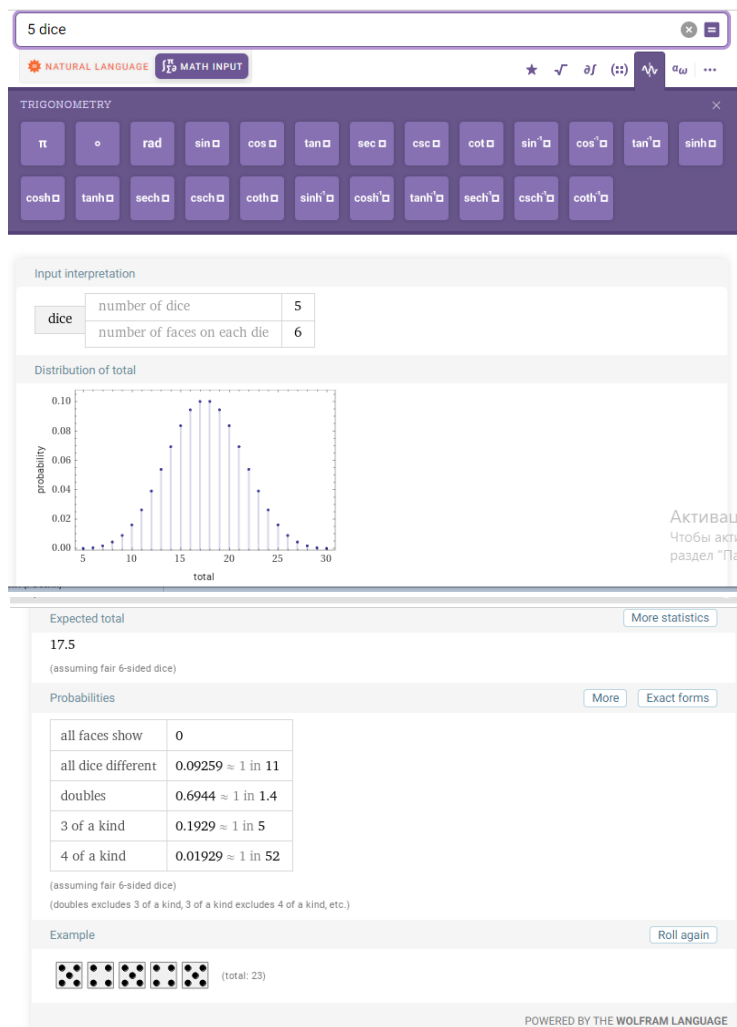 5 dice
NATURAL LANGUAGE MATH INPUT
TRIGONOMETRY
π ° rad sin cos tan sec csc cot sin⁻¹ cos⁻¹ tan⁻¹ sinh
cosh tanh sech csch coth sinh⁻¹ cosh⁻¹ tanh⁻¹ sech⁻¹ csch⁻¹ coth⁻¹
Input interpretation
dice
number of dice 5
number of faces on each die 6
Distribution of total
0.10
0.08
0.06
0.04
0.02
0.00
probability
5 10 15 20 25 30
total
Активац
Чтобы акти
раздел "Па
Expected total More statistics
17.5
(assuming fair 6-sided dice)
Probabilities More Exact forms
all faces show 0
all dice different 0.09259 ≈ 1 in 11
doubles 0.6944 ≈ 1 in 1.4
3 of a kind 0.1929 ≈ 1 in 5
4 of a kind 0.01929 ≈ 1 in 52
(assuming fair 6-sided dice)
(doubles excludes 3 of a kind, 3 of a kind excludes 4 of a kind, etc.)
Example Roll again
(total: 23)
POWERED BY THE WOLFRAM LANGUAGE